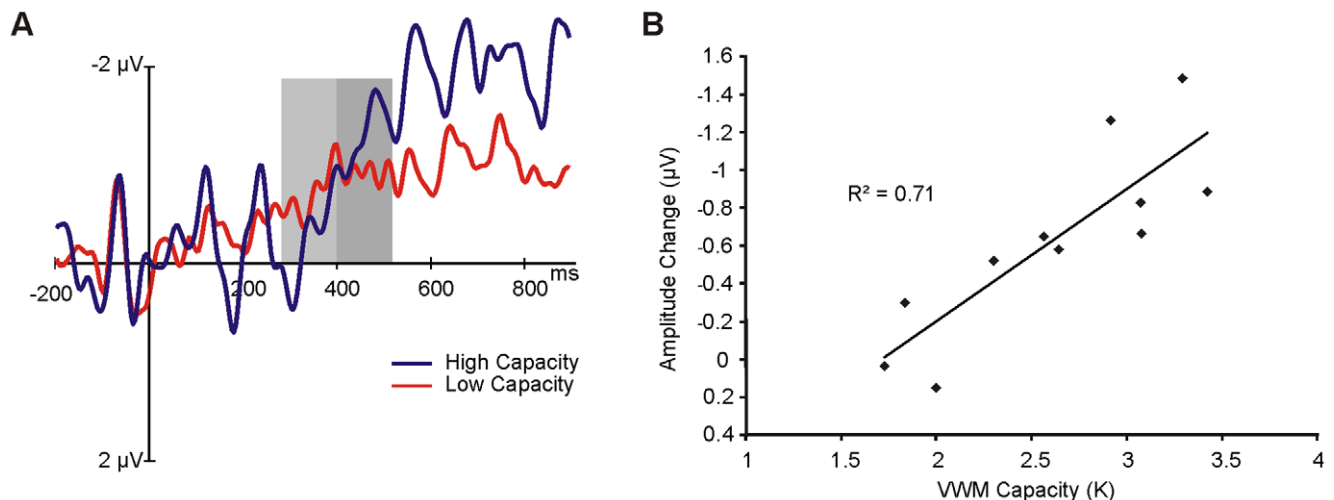 A
-2 µV
ms
-200
200
400
600
800
High Capacity
Low Capacity
2 µV
B
-1.6
-1.4
-1.2
-1
-0.8
-0.6
-0.4
-0.2
0
0.2
0.4
Amplitude Change (µV)
R² = 0.71
1
1.5
2
2.5
3
3.5
4
VWM Capacity (K)